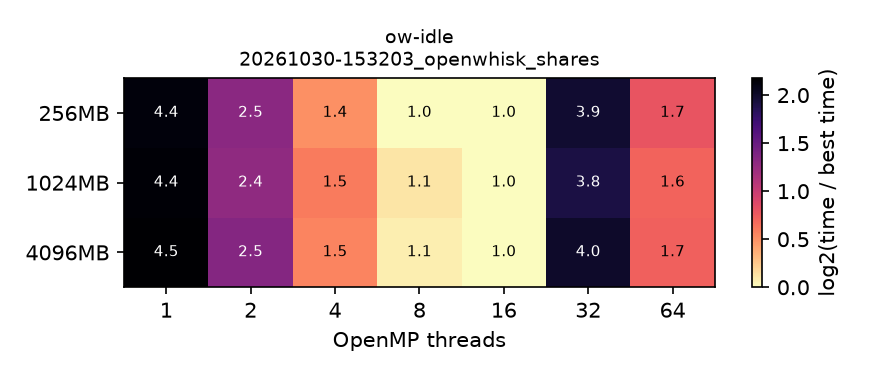 ow-idle
20261030-153203_openwhisk_shares
256MB 4.4 2.5 1.4 1.0 1.0 3.9 1.7
1024MB 4.4 2.4 1.5 1.1 1.0 3.8 1.6
4096MB 4.5 2.5 1.5 1.1 1.0 4.0 1.7
1 2 4 8 16 32 64
OpenMP threads
2.0
1.5
1.0
0.5
0.0
log2(time / best time)